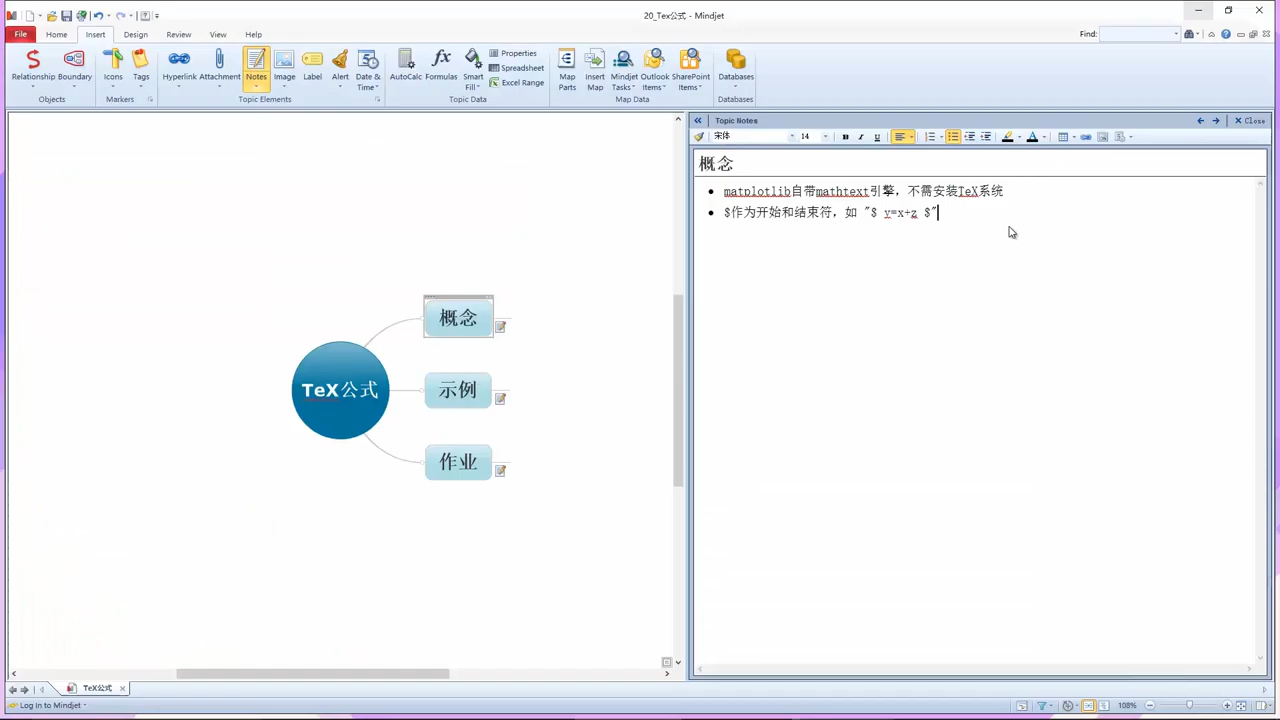 20_Tex公式 - Mindjet
File Home Insert Design Review View Help Find:
Relationship Boundary Icons Tags Hyperlink Attachment Notes Image Label Alert Date & Time AutoCalc Formulas Smart Fill Properties Spreadsheet Excel Range Map Parts Insert Map Mindjet Tasks Outlook Items SharePoint Items Databases
Objects Markers Topic Elements Topic Data Map Data Databases
Topic Notes Close
宋体 14 B I U
概念
matplotlib自带mathtext引擎，不需安装TeX系统
$作为开始和结束符，如 "$ y=x+z $"
概念
TeX公式
示例
作业
TeX公式
Log In to Mindjet 108%